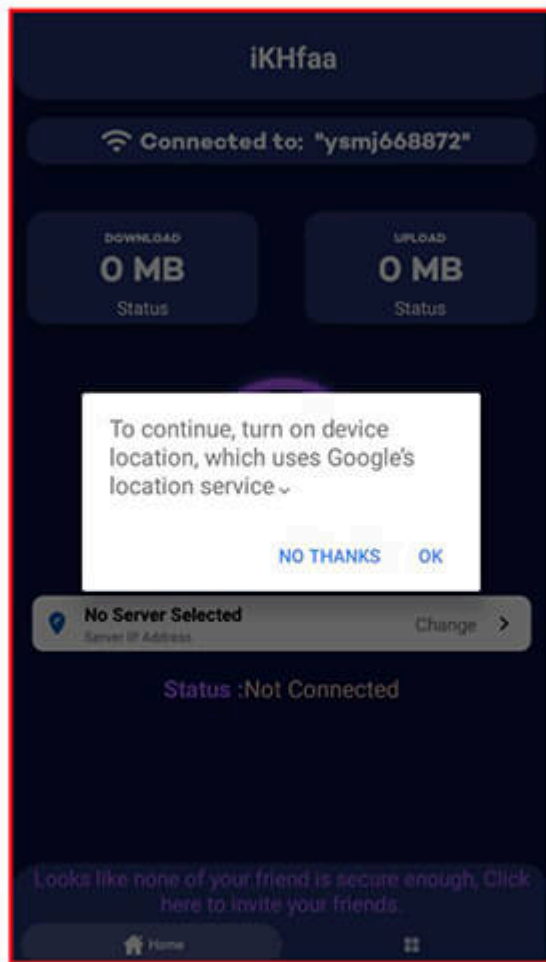 iKHfaa
Connected to: "ysmj668872"
DOWNLOAD
0 MB
Status
UPLOAD
0 MB
Status
To continue, turn on device
location, which uses Google's
location service
NO THANKS OK
No Server Selected
Change
Server IP Address
Status :Not Connected
Looks like none of your friend is secure enough, Click
here to invite your friends.
Home